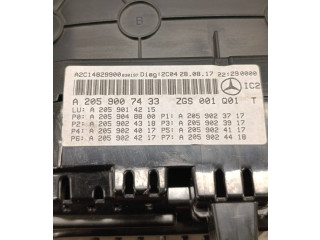 A2C14829900 Diag:2C04 28.08.17 22:29 0000
IC2
A 205 900 74 33 ZGS 001 Q01 T
LU: A 205 901 42 15
P0: A 205 904 88 08 P1: A 205 902 37 17
P2: A 205 902 43 18 P3: A 205 902 39 17
P4: A 205 902 40 17 P5: A 205 902 41 17
P6: A 205 902 42 17 P7: A 205 902 44 18